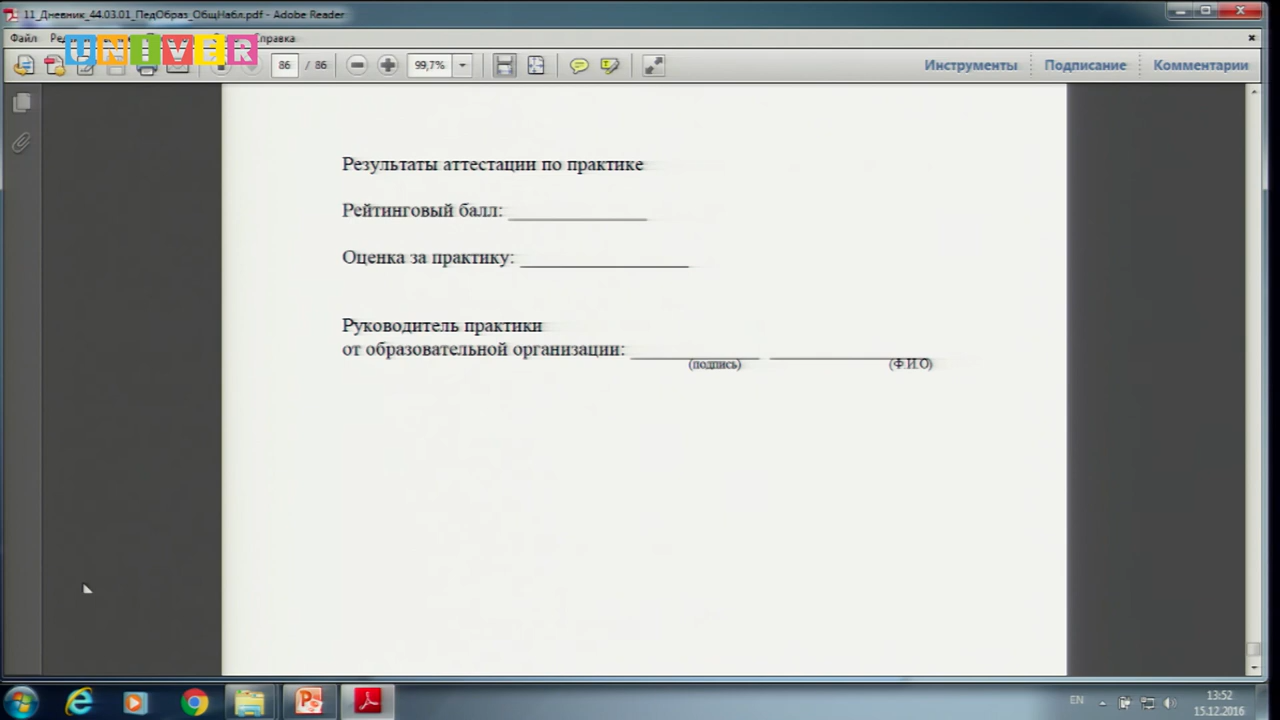 11_Дневник_44.03.01_ПедОбраз_ОбщНабл.pdf - Adobe Reader
Файл
Справка
UNIVER
86 / 86
99,7%
Инструменты
Подписание
Комментарии
Результаты аттестации по практике
Рейтинговый балл: _______________
Оценка за практику: __________________
Руководитель практики
от образовательной организации: ______________ _________________
(подпись) (Ф.И.О)
EN
13:52
15.12.2016